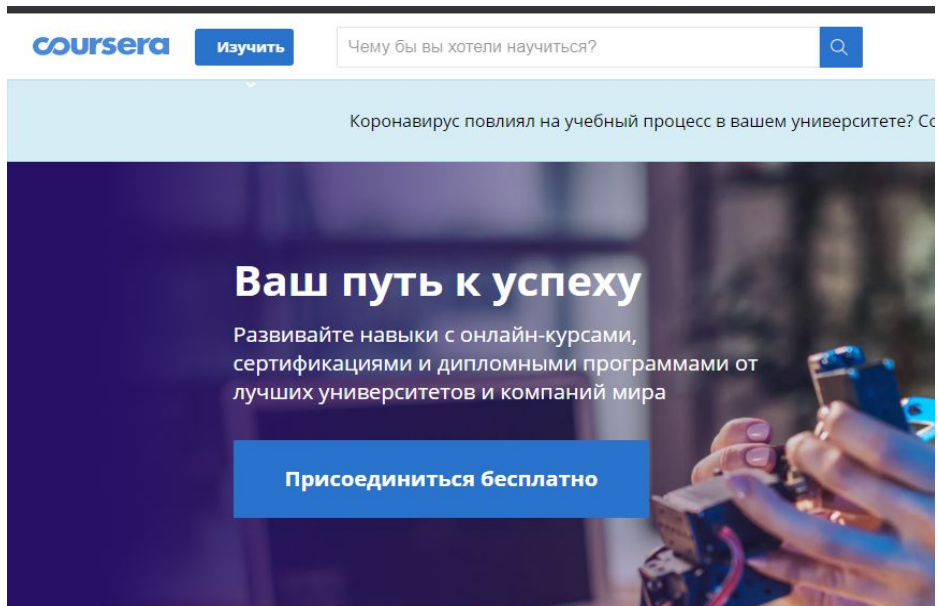 coursera
Изучить
Чему бы вы хотели научиться?
Коронавирус повлиял на учебный процесс в вашем университете?
Ваш путь к успеху
Развивайте навыки с онлайн-курсами,
сертификациями и дипломными программами от
лучших университетов и компаний мира
Присоединиться бесплатно